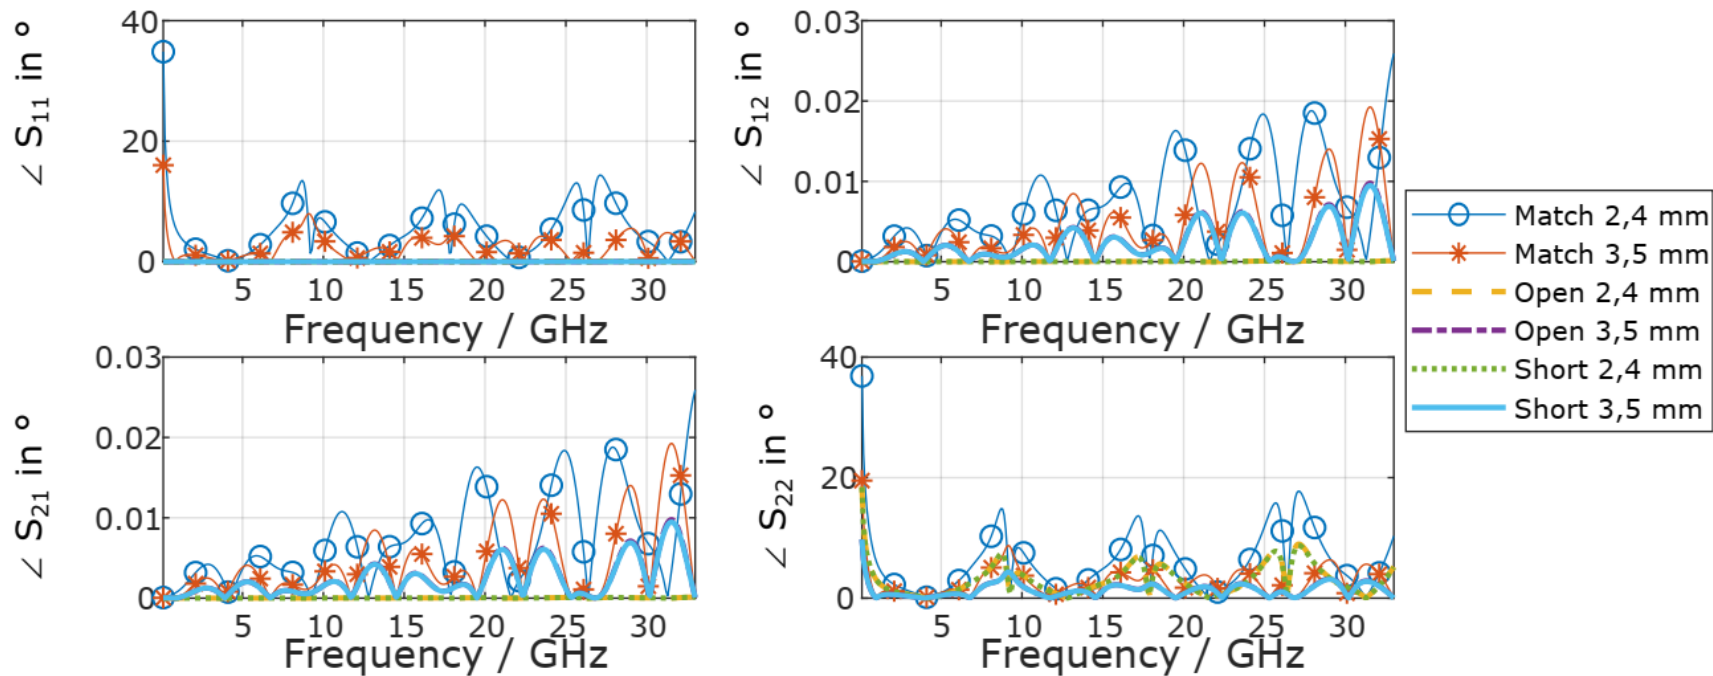 ∠ S11 in °
40
20
0
5 10 15 20 25 30
Frequency / GHz
∠ S12 in °
0.03
0.02
0.01
0
5 10 15 20 25 30
Frequency / GHz
∠ S21 in °
0.03
0.02
0.01
0
5 10 15 20 25 30
Frequency / GHz
∠ S22 in °
40
20
0
5 10 15 20 25 30
Frequency / GHz
Match 2,4 mm
Match 3,5 mm
Open 2,4 mm
Open 3,5 mm
Short 2,4 mm
Short 3,5 mm